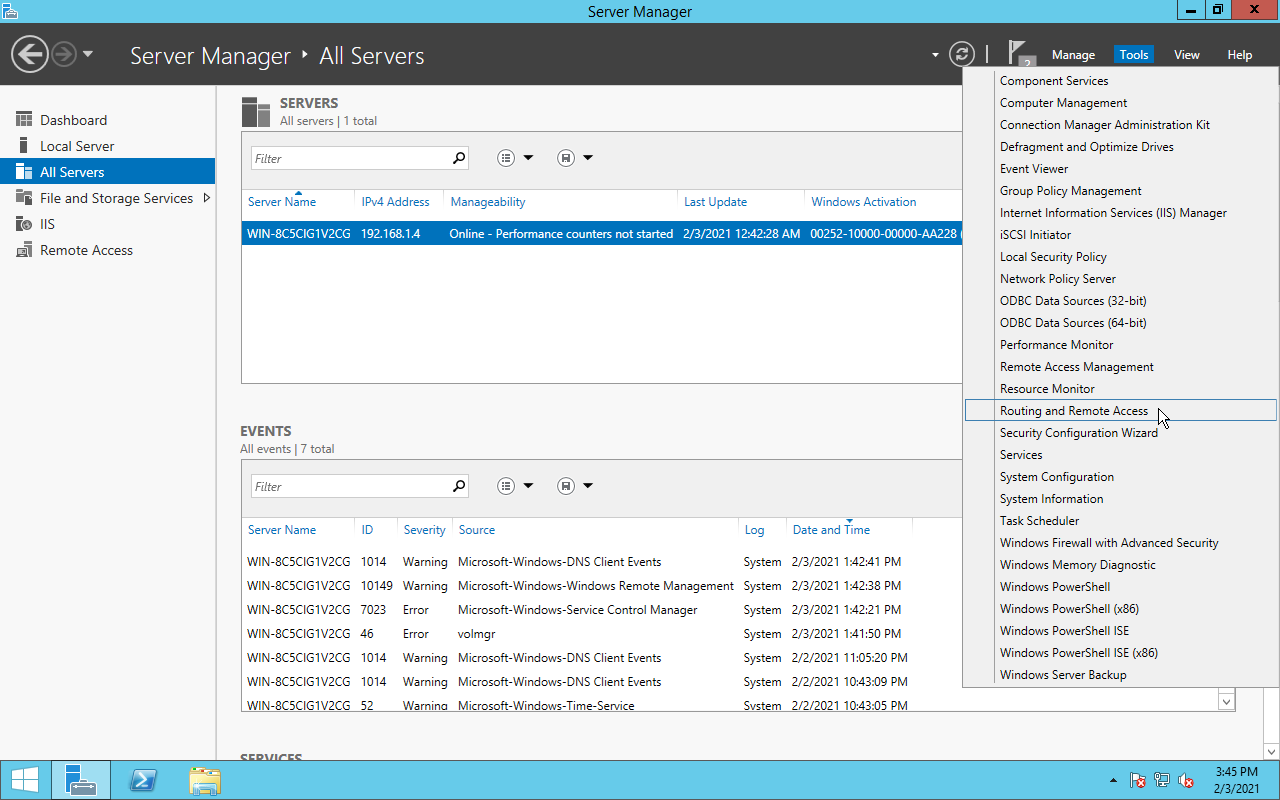 Server Manager
Server Manager ‣ All Servers
2
Manage
Tools
View
Help
Dashboard
Local Server
All Servers
File and Storage Services
IIS
Remote Access
SERVERS
All servers | 1 total
Filter
Server Name IPv4 Address Manageability Last Update Windows Activation
WIN-8C5CIG1V2CG 192.168.1.4 Online - Performance counters not started 2/3/2021 12:42:28 AM 00252-10000-00000-AA228
EVENTS
All events | 7 total
Filter
Server Name ID Severity Source Log Date and Time
WIN-8C5CIG1V2CG 1014 Warning Microsoft-Windows-DNS Client Events System 2/3/2021 1:42:41 PM
WIN-8C5CIG1V2CG 10149 Warning Microsoft-Windows-Windows Remote Management System 2/3/2021 1:42:38 PM
WIN-8C5CIG1V2CG 7023 Error Microsoft-Windows-Service Control Manager System 2/3/2021 1:42:21 PM
WIN-8C5CIG1V2CG 46 Error volmgr System 2/3/2021 1:41:50 PM
WIN-8C5CIG1V2CG 1014 Warning Microsoft-Windows-DNS Client Events System 2/2/2021 11:05:20 PM
WIN-8C5CIG1V2CG 1014 Warning Microsoft-Windows-DNS Client Events System 2/2/2021 10:43:09 PM
WIN-8C5CIG1V2CG 52 Warning Microsoft-Windows-Time-Service System 2/2/2021 10:43:05 PM
SERVICES
Component Services
Computer Management
Connection Manager Administration Kit
Defragment and Optimize Drives
Event Viewer
Group Policy Management
Internet Information Services (IIS) Manager
iSCSI Initiator
Local Security Policy
Network Policy Server
ODBC Data Sources (32-bit)
ODBC Data Sources (64-bit)
Performance Monitor
Remote Access Management
Resource Monitor
Routing and Remote Access
Security Configuration Wizard
Services
System Configuration
System Information
Task Scheduler
Windows Firewall with Advanced Security
Windows Memory Diagnostic
Windows PowerShell
Windows PowerShell (x86)
Windows PowerShell ISE
Windows PowerShell ISE (x86)
Windows Server Backup
3:45 PM
2/3/2021